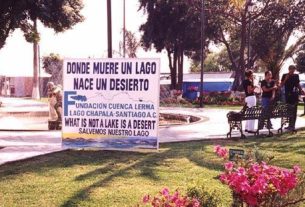 DONDE MUERE UN LAGO
NACE UN DESIERTO
FUNDACIÓN CUENCA LERMA
LAGO CHAPALA-SANTIAGO A.C.
WHAT IS NOT A LAKE IS A DESERT
SALVEMOS NUESTRO LAGO